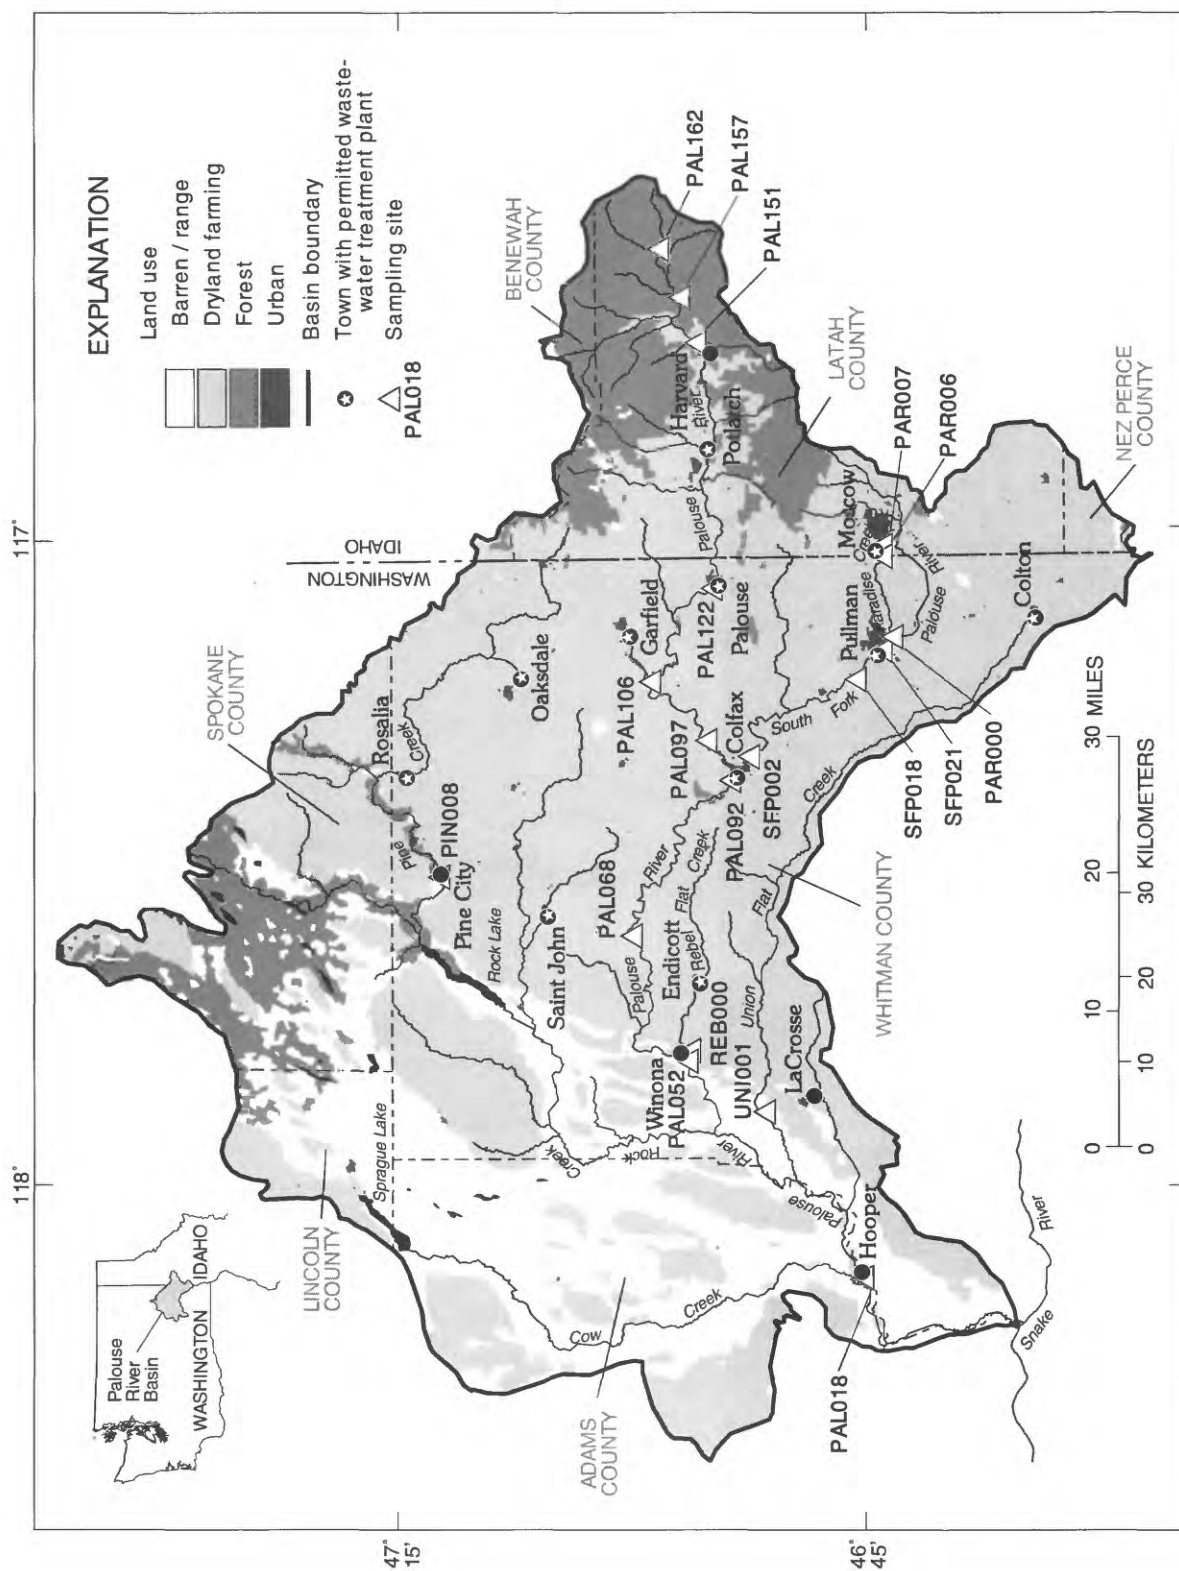 EXPLANATION
Land use
Barren / range
Dryland farming
Forest
Urban
Basin boundary
Town with permitted waste-
water treatment plant
Sampling site
PAL018
Palouse
River
Basin
WASHINGTON
IDAHO
118°
117°
47°
15'
46°
45'
LINCOLN
COUNTY
SPOKANE
COUNTY
BENEWAH
COUNTY
ADAMS
COUNTY
WHITMAN COUNTY
LATAH
COUNTY
NEZ PERCE
COUNTY
WASHINGTON
IDAHO
Sprague Lake
Rock Lake
Pine
Creek
Rosalia
Pine City
PIN008
Oaksdale
Saint John
Garfield
PAL106
PAL068
Palouse
River
Endicott
Rebel
Flat
Creek
REB000
Winona
PAL052
UNI001
Union
Flat
Creek
LaCrosse
Rock
Creek
Palouse
River
Cow
Creek
Hooper
PAL018
Snake
River
PAL097
Colfax
PAL092
SFP002
South
Fork
PAL122
Palouse
Palouse
River
Potlatch
Harvard
PAL162
PAL157
PAL151
Moscow
PAR007
PAR006
Pullman
Paradise
Creek
Palouse
River
Colton
SFP018
SFP021
PAR000
0 10 20 30 MILES
0 10 20 30 KILOMETERS